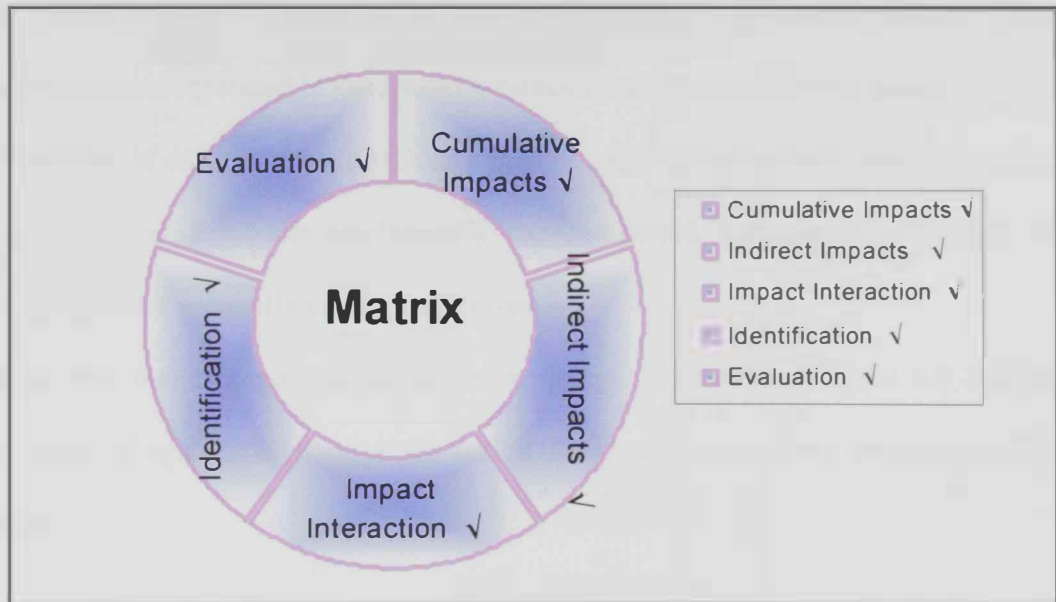 Evaluation √
Cumulative
Impacts √
Indirect Impacts √
Impact
Interaction √
Identification √
Matrix
Cumulative Impacts √
Indirect Impacts √
Impact Interaction √
Identification √
Evaluation √